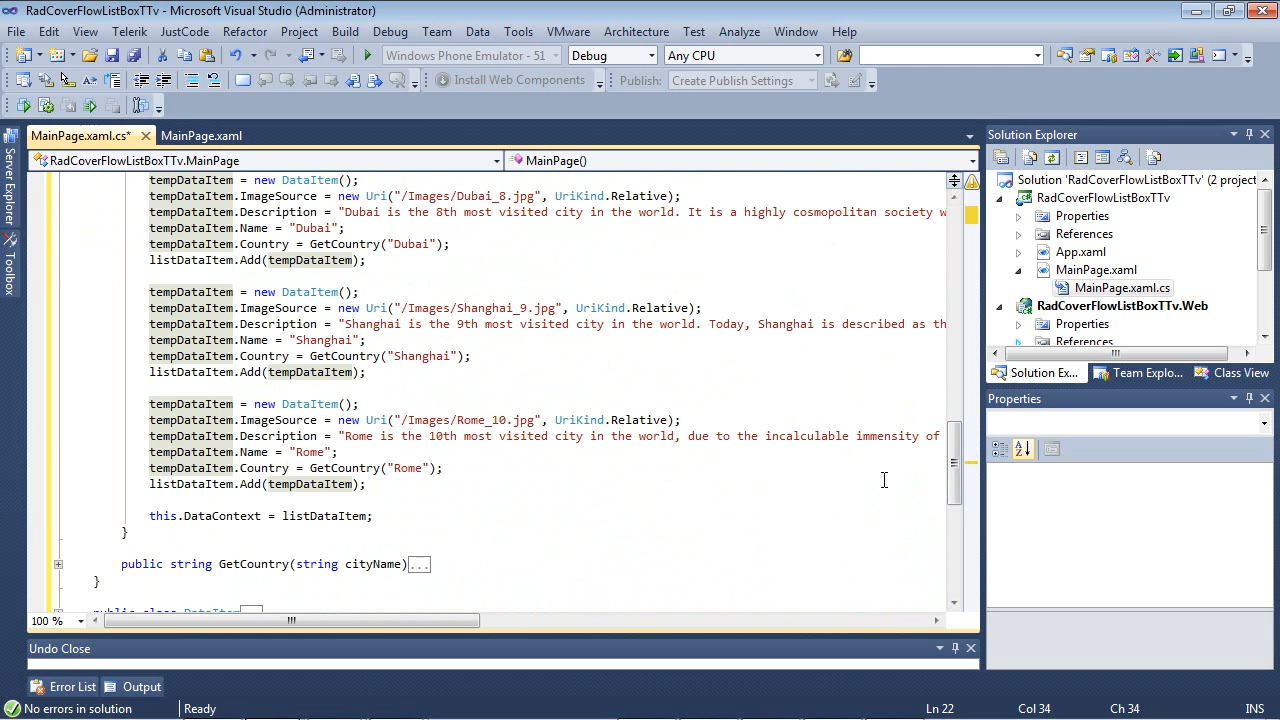 RadCoverFlowListBoxTTv - Microsoft Visual Studio (Administrator)
File Edit View Telerik JustCode Refactor Project Build Debug Team Data Tools VMware Architecture Test Analyze Window Help
Windows Phone Emulator - 51 Debug Any CPU
Install Web Components Publish: Create Publish Settings
MainPage.xaml.cs* MainPage.xaml
RadCoverFlowListBoxTTv.MainPage MainPage()
tempDataItem = new DataItem();
tempDataItem.ImageSource = new Uri("/Images/Dubai_8.jpg", UriKind.Relative);
tempDataItem.Description = "Dubai is the 8th most visited city in the world. It is a highly cosmopolitan society w
tempDataItem.Name = "Dubai";
tempDataItem.Country = GetCountry("Dubai");
listDataItem.Add(tempDataItem);
tempDataItem = new DataItem();
tempDataItem.ImageSource = new Uri("/Images/Shanghai_9.jpg", UriKind.Relative);
tempDataItem.Description = "Shanghai is the 9th most visited city in the world. Today, Shanghai is described as th
tempDataItem.Name = "Shanghai";
tempDataItem.Country = GetCountry("Shanghai");
listDataItem.Add(tempDataItem);
tempDataItem = new DataItem();
tempDataItem.ImageSource = new Uri("/Images/Rome_10.jpg", UriKind.Relative);
tempDataItem.Description = "Rome is the 10th most visited city in the world, due to the incalculable immensity of
tempDataItem.Name = "Rome";
tempDataItem.Country = GetCountry("Rome");
listDataItem.Add(tempDataItem);
this.DataContext = listDataItem;
}
public string GetCountry(string cityName)...
}
public class DataItem
100 %
Undo Close
Error List Output
No errors in solution Ready Ln 22 Col 34 Ch 34 INS
Server Explorer
Toolbox
Solution Explorer
Solution 'RadCoverFlowListBoxTTv' (2 project
RadCoverFlowListBoxTTv
Properties
References
App.xaml
MainPage.xaml
MainPage.xaml.cs
RadCoverFlowListBoxTTv.Web
Properties
References
Solution Ex... Team Explo... Class View
Properties